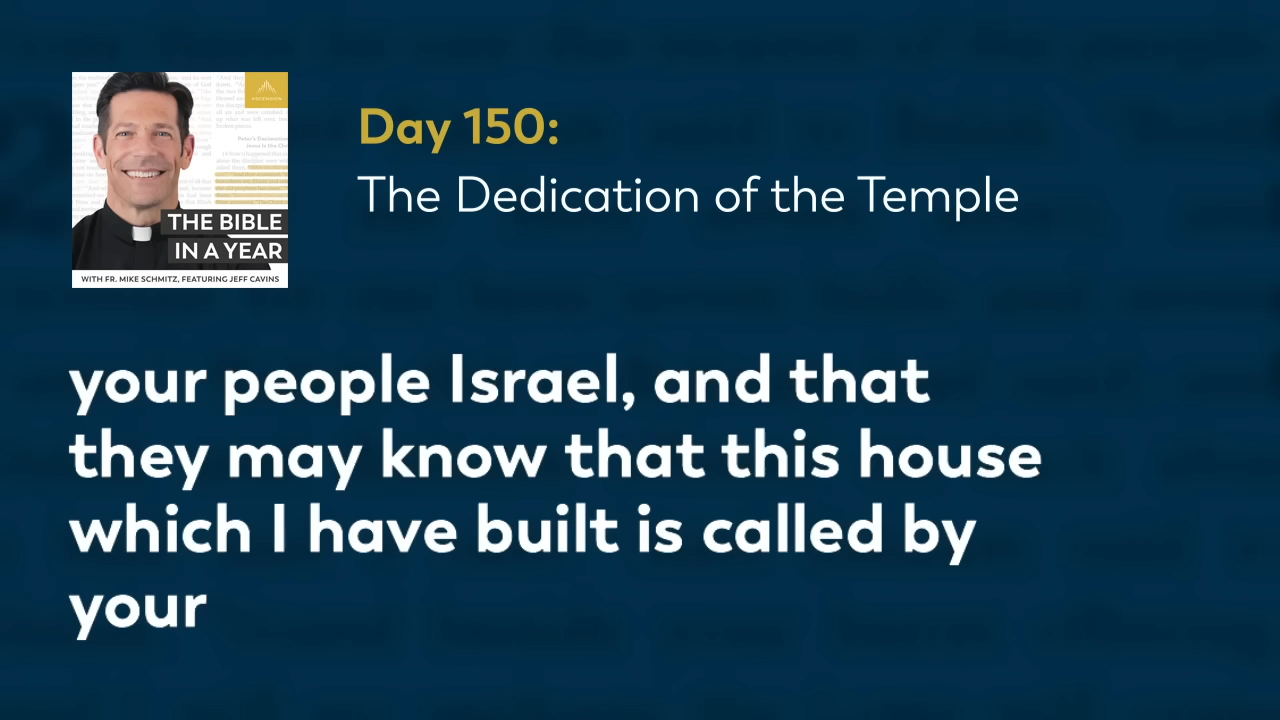 ASCENSION
THE BIBLE
IN A YEAR
WITH FR. MIKE SCHMITZ, FEATURING JEFF CAVINS
Day 150:
The Dedication of the Temple
your people Israel, and that
they may know that this house
which I have built is called by
your